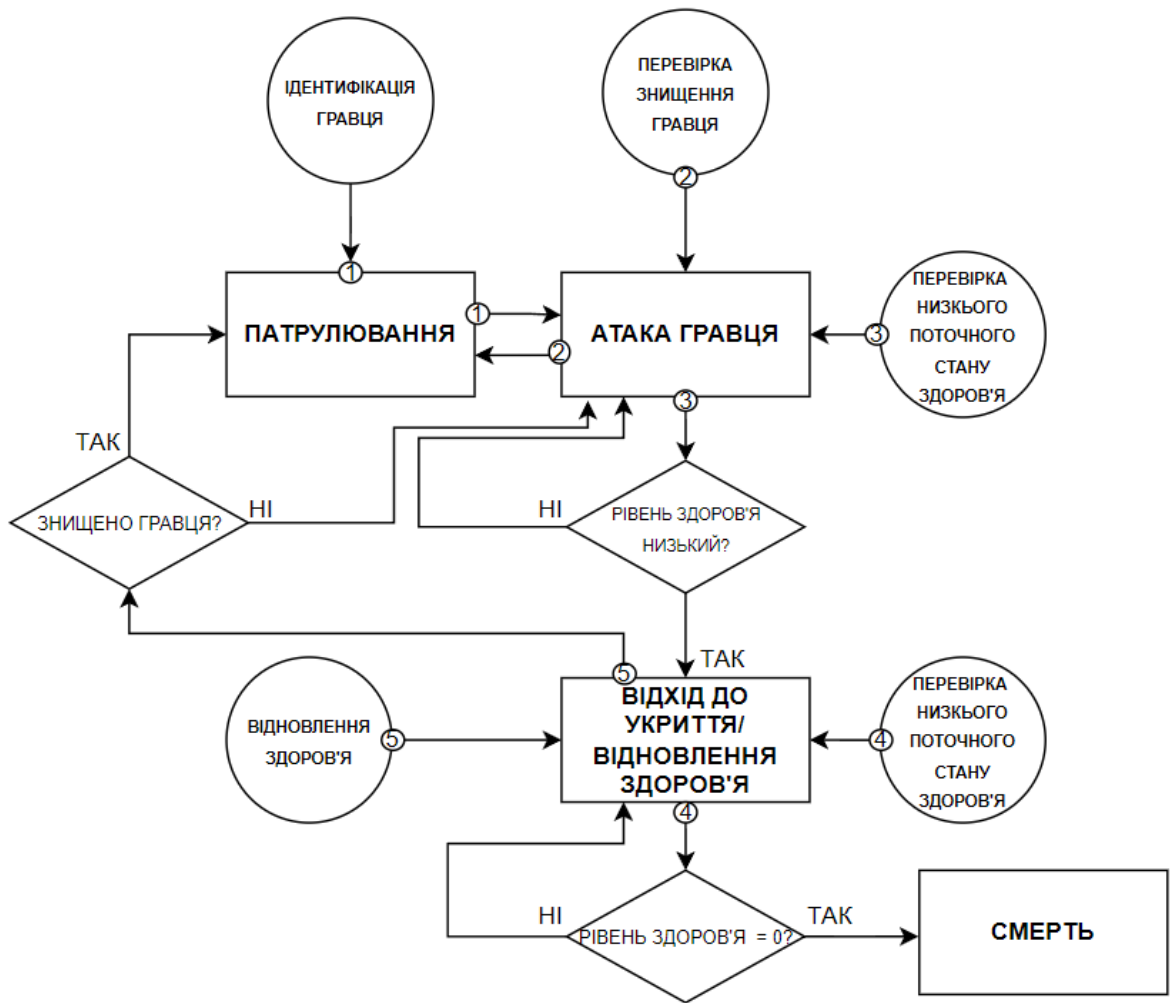 ІДЕНТИФІКАЦІЯ
ГРАВЦЯ
ПЕРЕВІРКА
ЗНИЩЕННЯ
ГРАВЦЯ
2
1
ПАТРУЛЮВАННЯ
1
2
АТАКА ГРАВЦЯ
3
3
ПЕРЕВІРКА
НИЗКЬОГО
ПОТОЧНОГО
СТАНУ
ЗДОРОВ'Я
ТАК
ЗНИЩЕНО ГРАВЦЯ?
НІ
НІ
РІВЕНЬ ЗДОРОВ'Я
НИЗЬКИЙ?
ТАК
5
ВІДНОВЛЕННЯ
ЗДОРОВ'Я
5
ВІДХІД ДО
УКРИТТЯ/
ВІДНОВЛЕННЯ
ЗДОРОВ'Я
4
4
ПЕРЕВІРКА
НИЗКЬОГО
ПОТОЧНОГО
СТАНУ
ЗДОРОВ'Я
НІ
РІВЕНЬ ЗДОРОВ'Я = 0?
ТАК
СМЕРТЬ